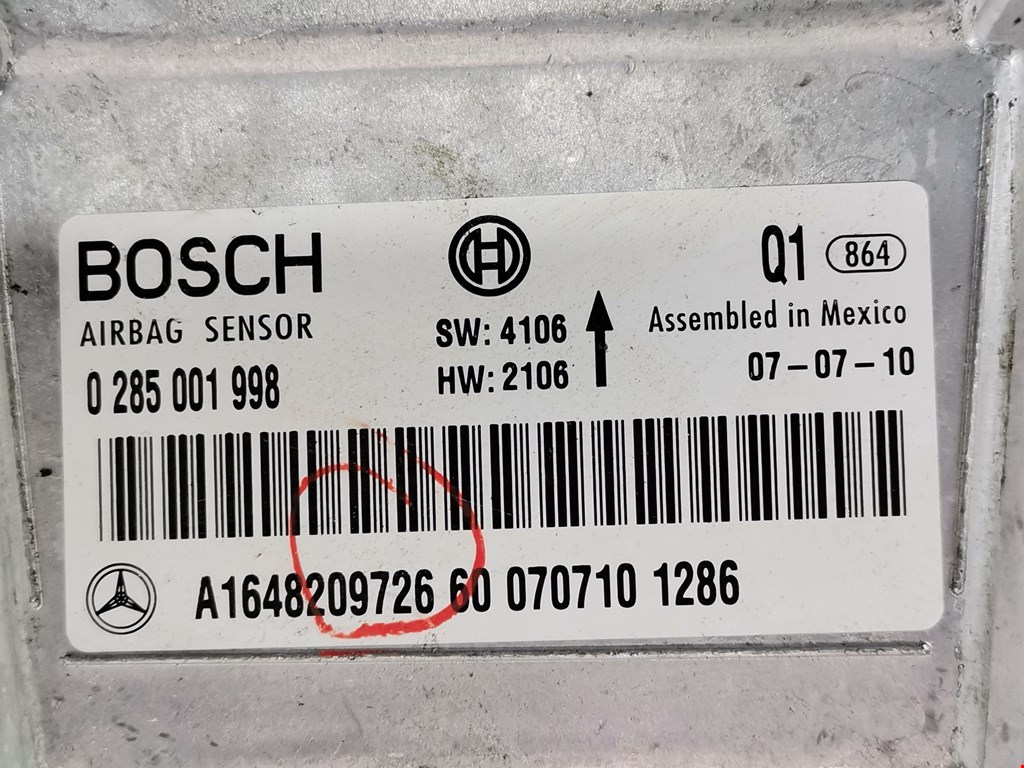 BOSCH
Q1 864
AIRBAG SENSOR
SW: 4106
Assembled in Mexico
0 285 001 998
HW: 2106
07-07-10
A1648209726 60 070710 1286